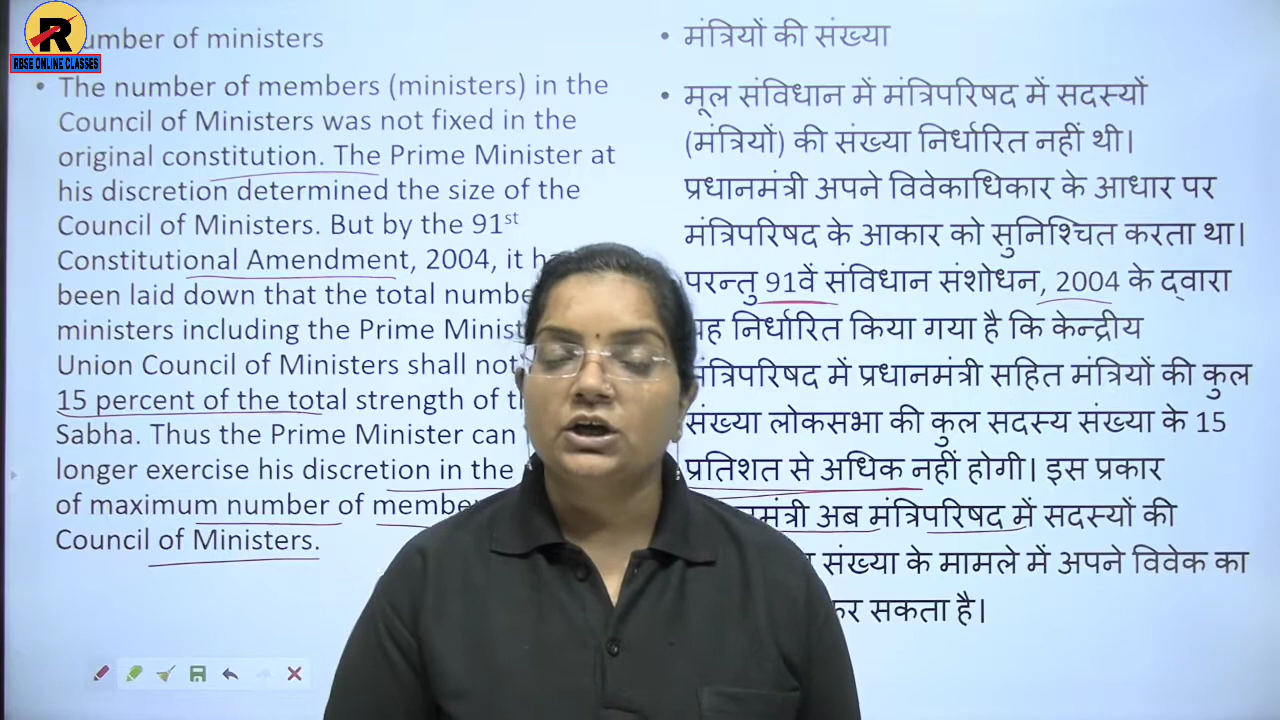 R
RBSE ONLINE CLASSES
umber of ministers
• The number of members (ministers) in the
Council of Ministers was not fixed in the
original constitution. The Prime Minister at
his discretion determined the size of the
Council of Ministers. But by the 91st
Constitutional Amendment, 2004, it
been laid down that the total
ministers including the Prime
Union Council of Ministers shall not
15 percent of the total strength of
Sabha. Thus the Prime Minister can
longer exercise his discretion in the
of maximum number of
Council of Ministers.
• मंत्रियों की संख्या
• मूल संविधान में मंत्रिपरिषद में सदस्यों
(मंत्रियों) की संख्या निर्धारित नहीं थी।
प्रधानमंत्री अपने विवेकाधिकार के आधार पर
मंत्रिपरिषद के आकार को सुनिश्चित करता था।
परन्तु 91वें संविधान संशोधन, 2004 के द्वारा
यह निर्धारित किया गया है कि केन्द्रीय
मंत्रिपरिषद में प्रधानमंत्री सहित मंत्रियों की कुल
संख्या लोकसभा की कुल सदस्य संख्या के 15
प्रतिशत से अधिक नहीं होगी। इस प्रकार
अब मंत्रिपरिषद में सदस्यों की
संख्या के मामले में अपने विवेक का
कर सकता है।